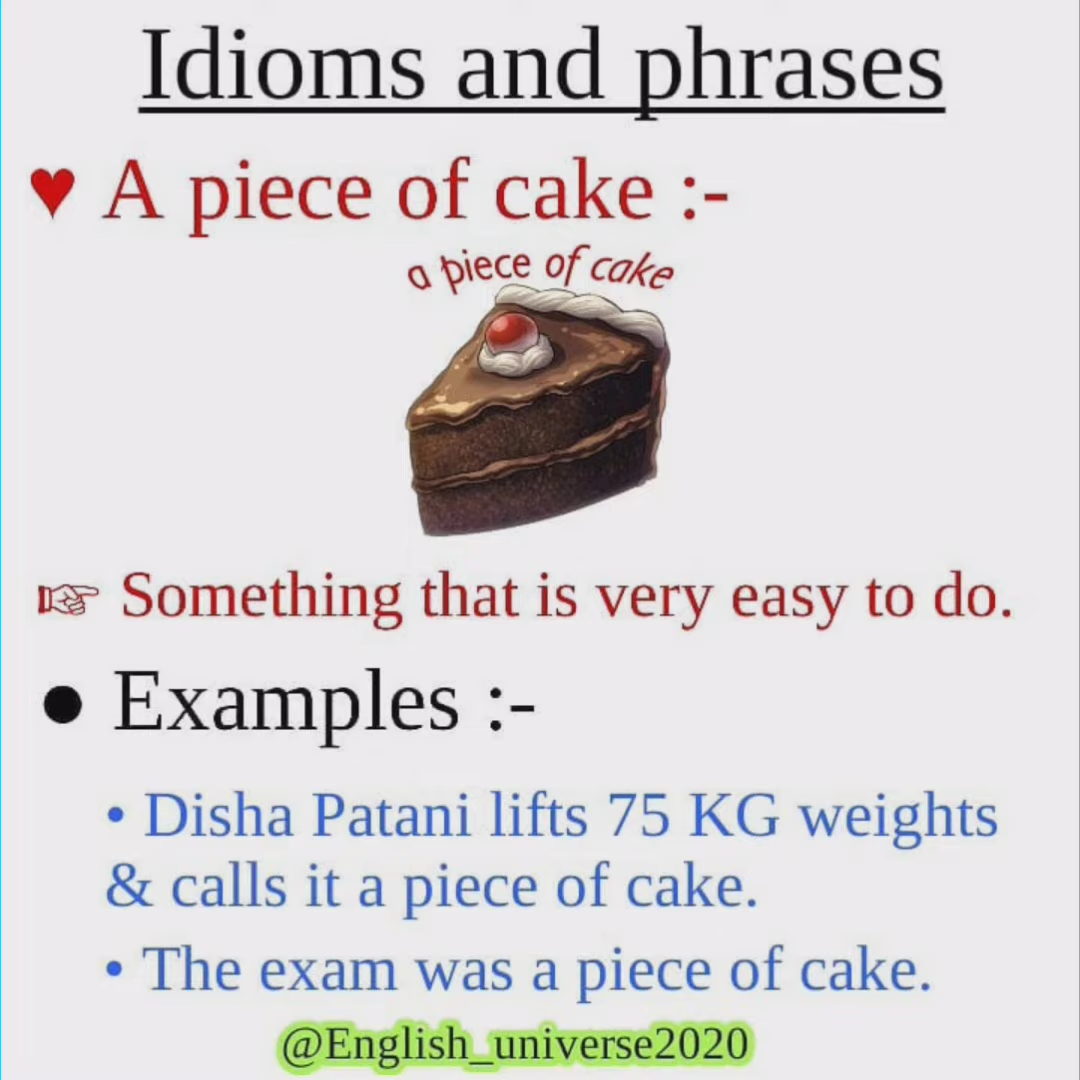 Idioms and phrases
♥ A piece of cake :-
a piece of cake
☞ Something that is very easy to do.
● Examples :-
• Disha Patani lifts 75 KG weights
& calls it a piece of cake.
• The exam was a piece of cake.
@English_universe2020